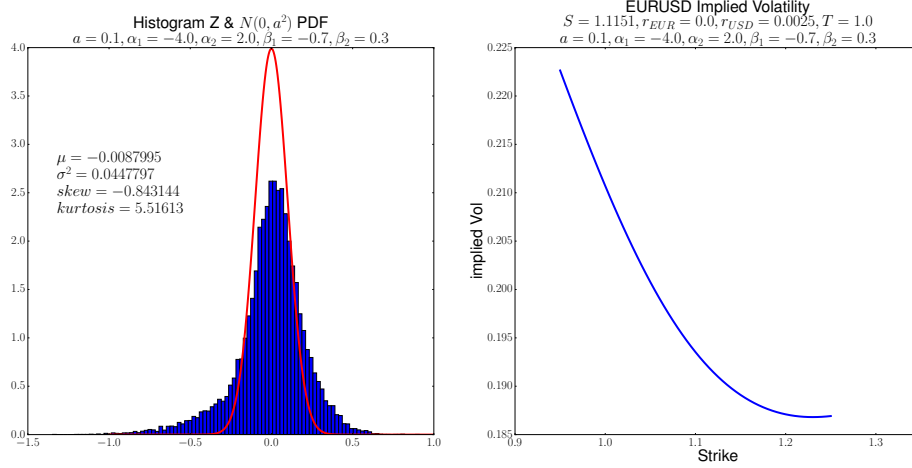 Histogram Z & N(0, a²) PDF
a = 0.1, α₁ = −4.0, α₂ = 2.0, β₁ = −0.7, β₂ = 0.3
4.0
3.5
3.0
2.5
2.0
1.5
1.0
0.5
0.0
μ = −0.0087995
σ² = 0.0447797
skew = −0.843144
kurtosis = 5.51613
−1.5 −1.0 −0.5 0.0 0.5 1.0
EURUSD Implied Volatility
S = 1.1151, r_EUR = 0.0, r_USD = 0.0025, T = 1.0
a = 0.1, α₁ = −4.0, α₂ = 2.0, β₁ = −0.7, β₂ = 0.3
implied Vol
0.225
0.220
0.215
0.210
0.205
0.200
0.195
0.190
0.185
0.9 1.0 1.1 1.2 1.3
Strike